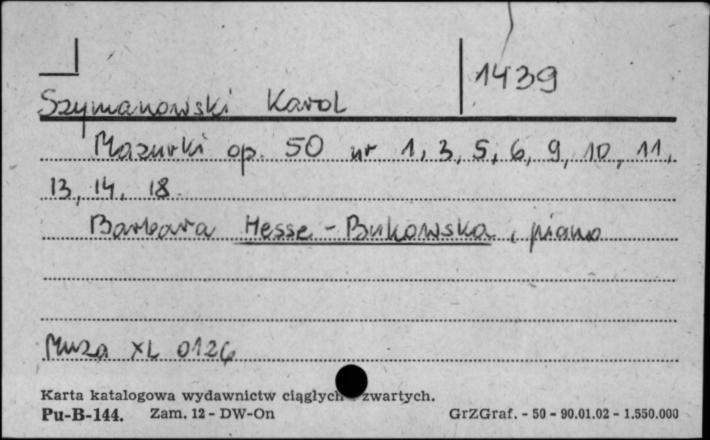 1439
Szymanowski Karol
Mazurki op. 50 nr 1, 3, 5, 6, 9, 10, 11,
13, 14, 18
Barbara Hesse - Bukowska, piano
Muza XL 0126
Karta katalogowa wydawnictw ciągłych zwartych.
Pu-B-144. Zam. 12 - DW-On GrZGraf. - 50 - 90.01.02 - 1.550.000